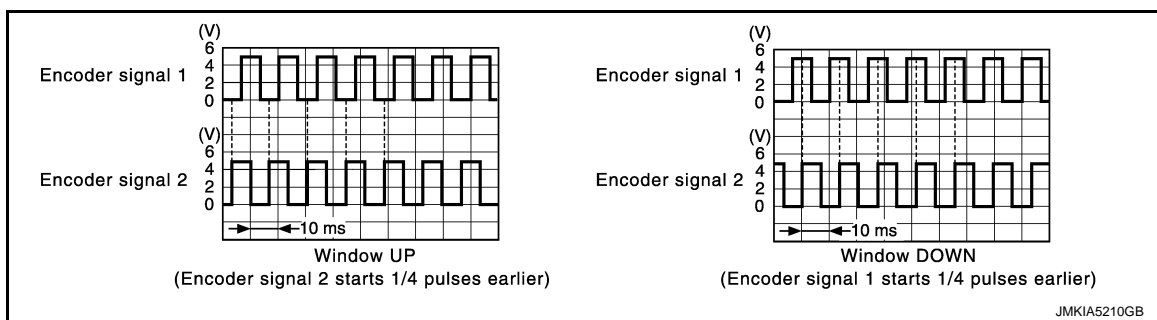 (V)
6
4
2
0
Encoder signal 1
(V)
6
4
2
0
Encoder signal 2
10 ms
Window UP
(Encoder signal 2 starts 1/4 pulses earlier)
(V)
6
4
2
0
Encoder signal 1
(V)
6
4
2
0
Encoder signal 2
10 ms
Window DOWN
(Encoder signal 1 starts 1/4 pulses earlier)
JMKIA5210GB